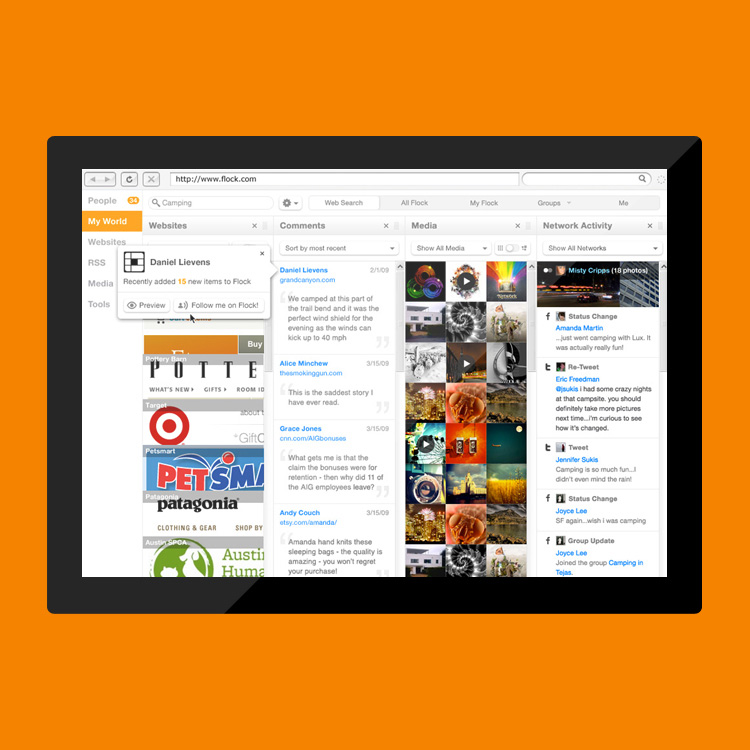 http://www.flock.com
People 34
My World
Websites
RSS
Media
Tools
Camping
Web Search
All Flock
My Flock
Groups
Me
Websites
Daniel Lievens
Recently added 15 new items to Flock
Preview
Follow me on Flock!
Buy
Pottery Barn
POTTE
WHAT'S NEW
GIFTS
ROOM ID
Target
about t
GiftC
Petsmart
PETSMA
Patagonia
patagonia
CLOTHING & GEAR
SHOP BY
Austin SPCA
Austin
Huma
Comments
Sort by most recent
Daniel Lievens 2/1/09
grandcanyon.com
We camped at this part of
the trail bend and it was the
perfect wind shield for the
evening as the winds can
kick up to 40 mph
Alice Minchew 3/15/09
thesmokinggun.com
This is the saddest story I
have ever read.
Grace Jones 3/15/09
cnn.com/AIGbonuses
What gets me is that the
claim the bonuses were for
retention - then why did 11 of
the AIG employees leave?
Andy Couch 3/15/09
etsy.com/amanda/
Amanda hand knits these
sleeping bags - the quality is
amazing - you won't regret
your purchase!
Media
Show All Media
Network Activity
Show All Networks
Misty Cripps (18 photos)
Status Change
Amanda Martin
...just went camping with Lux. It
was actually really fun!
Re-Tweet
Eric Freedman
@jsukis i had some crazy nights
at that campsite. you should
definitely take more pictures
next time...i'm curious to see
how it's changed.
Tweet
Jennifer Sukis
Camping is so much fun...I
didn't even mind the rain!
Status Change
Joyce Lee
SF again...wish i was camping
Group Update
Joyce Lee
Joined the group Camping in
Tejas.